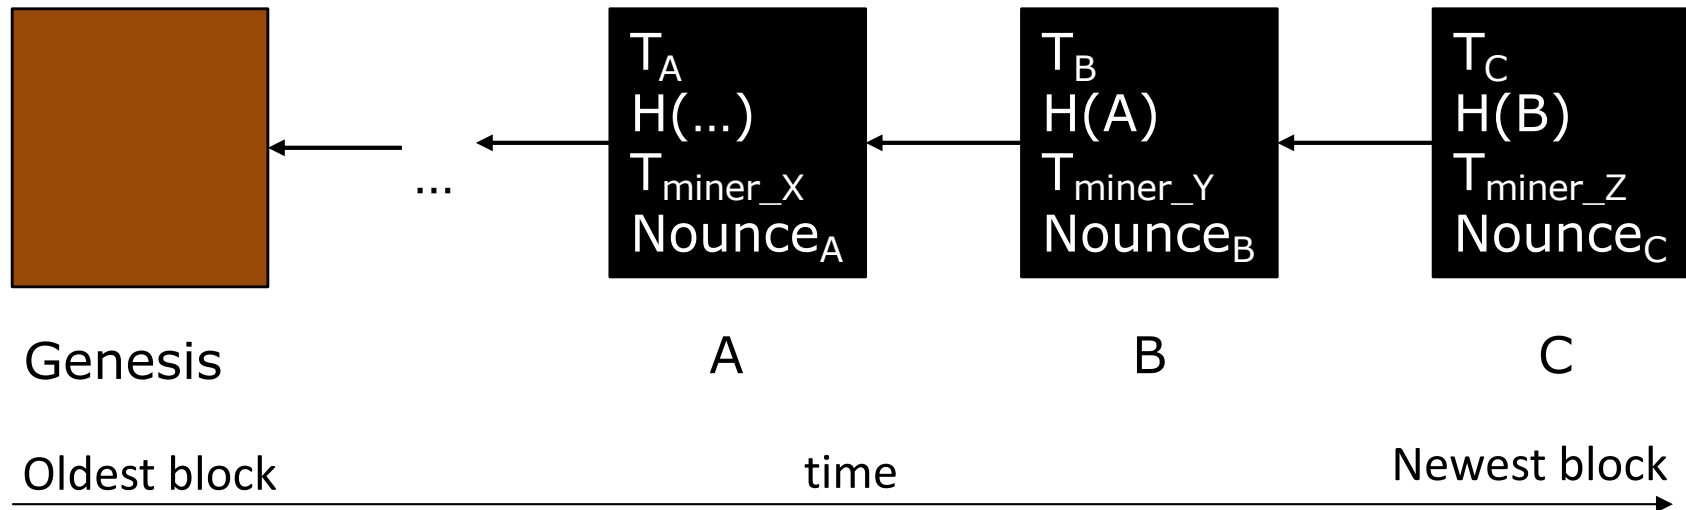 T_A
H(...)
T_miner_X
Nounce_A
T_B
H(A)
T_miner_Y
Nounce_B
T_C
H(B)
T_miner_Z
Nounce_C
...
Genesis
A
B
C
Oldest block
time
Newest block